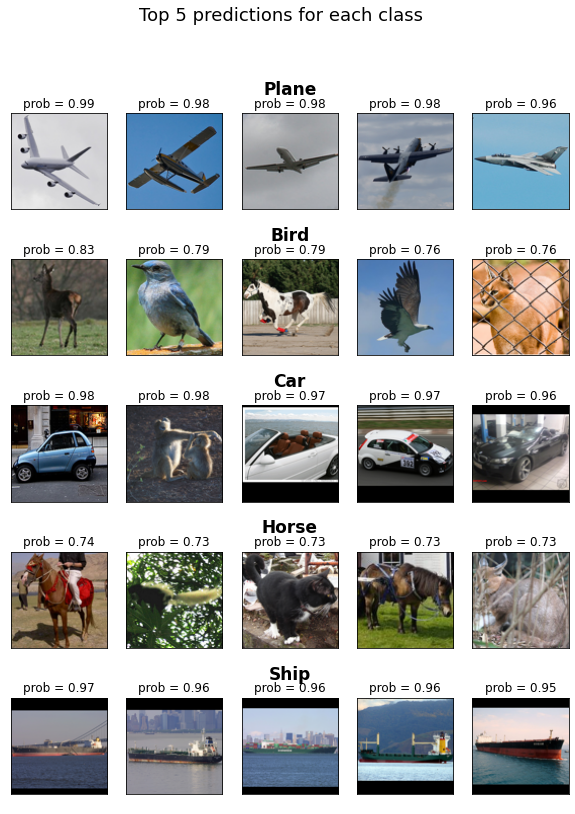 Top 5 predictions for each class
Plane
prob = 0.99 prob = 0.98 prob = 0.98 prob = 0.98 prob = 0.96
Bird
prob = 0.83 prob = 0.79 prob = 0.79 prob = 0.76 prob = 0.76
Car
prob = 0.98 prob = 0.98 prob = 0.97 prob = 0.97 prob = 0.96
Horse
prob = 0.74 prob = 0.73 prob = 0.73 prob = 0.73 prob = 0.73
Ship
prob = 0.97 prob = 0.96 prob = 0.96 prob = 0.96 prob = 0.95